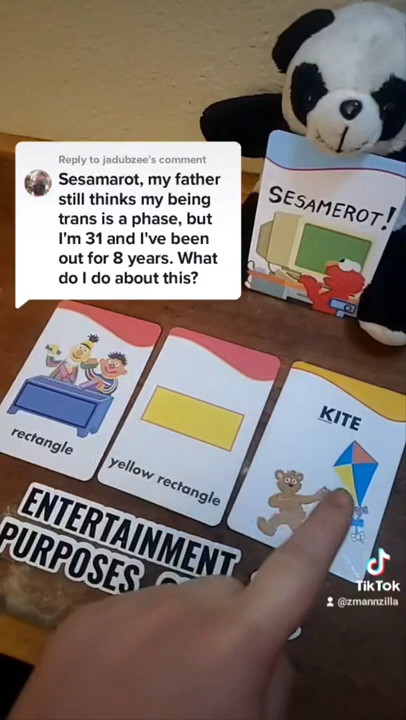 Reply to jadubzee's comment
Sesamarot, my father
still thinks my being
trans is a phase, but
I'm 31 and I've been
out for 8 years. What
do I do about this?
SESAMEROT!
rectangle
yellow rectangle
KITE
ENTERTAINMENT
PURPOSES
TikTok
@zmannzilla